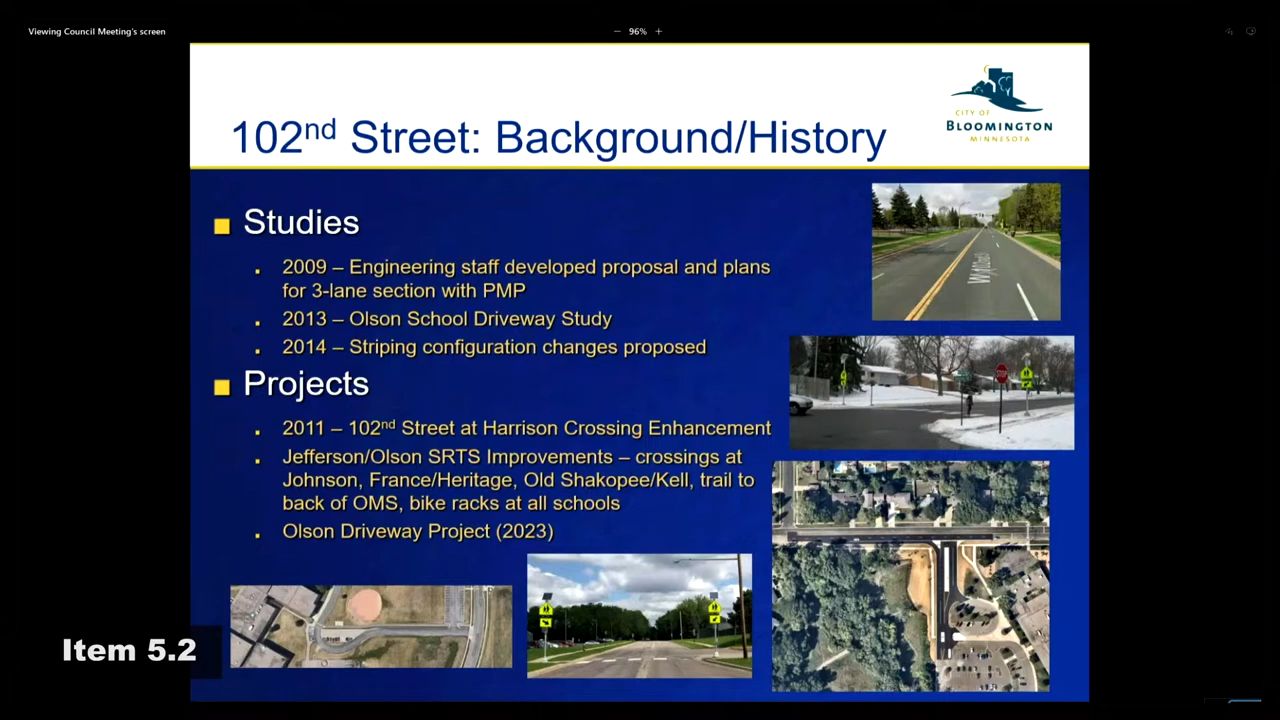 Viewing Council Meeting's screen
96%
102nd Street: Background/History
CITY OF
BLOOMINGTON
MINNESOTA
Studies
2009 – Engineering staff developed proposal and plans
for 3-lane section with PMP
2013 – Olson School Driveway Study
2014 – Striping configuration changes proposed
Projects
2011 – 102nd Street at Harrison Crossing Enhancement
Jefferson/Olson SRTS Improvements – crossings at
Johnson, France/Heritage, Old Shakopee/Kell, trail to
back of OMS, bike racks at all schools
Olson Driveway Project (2023)
STOP
Item 5.2